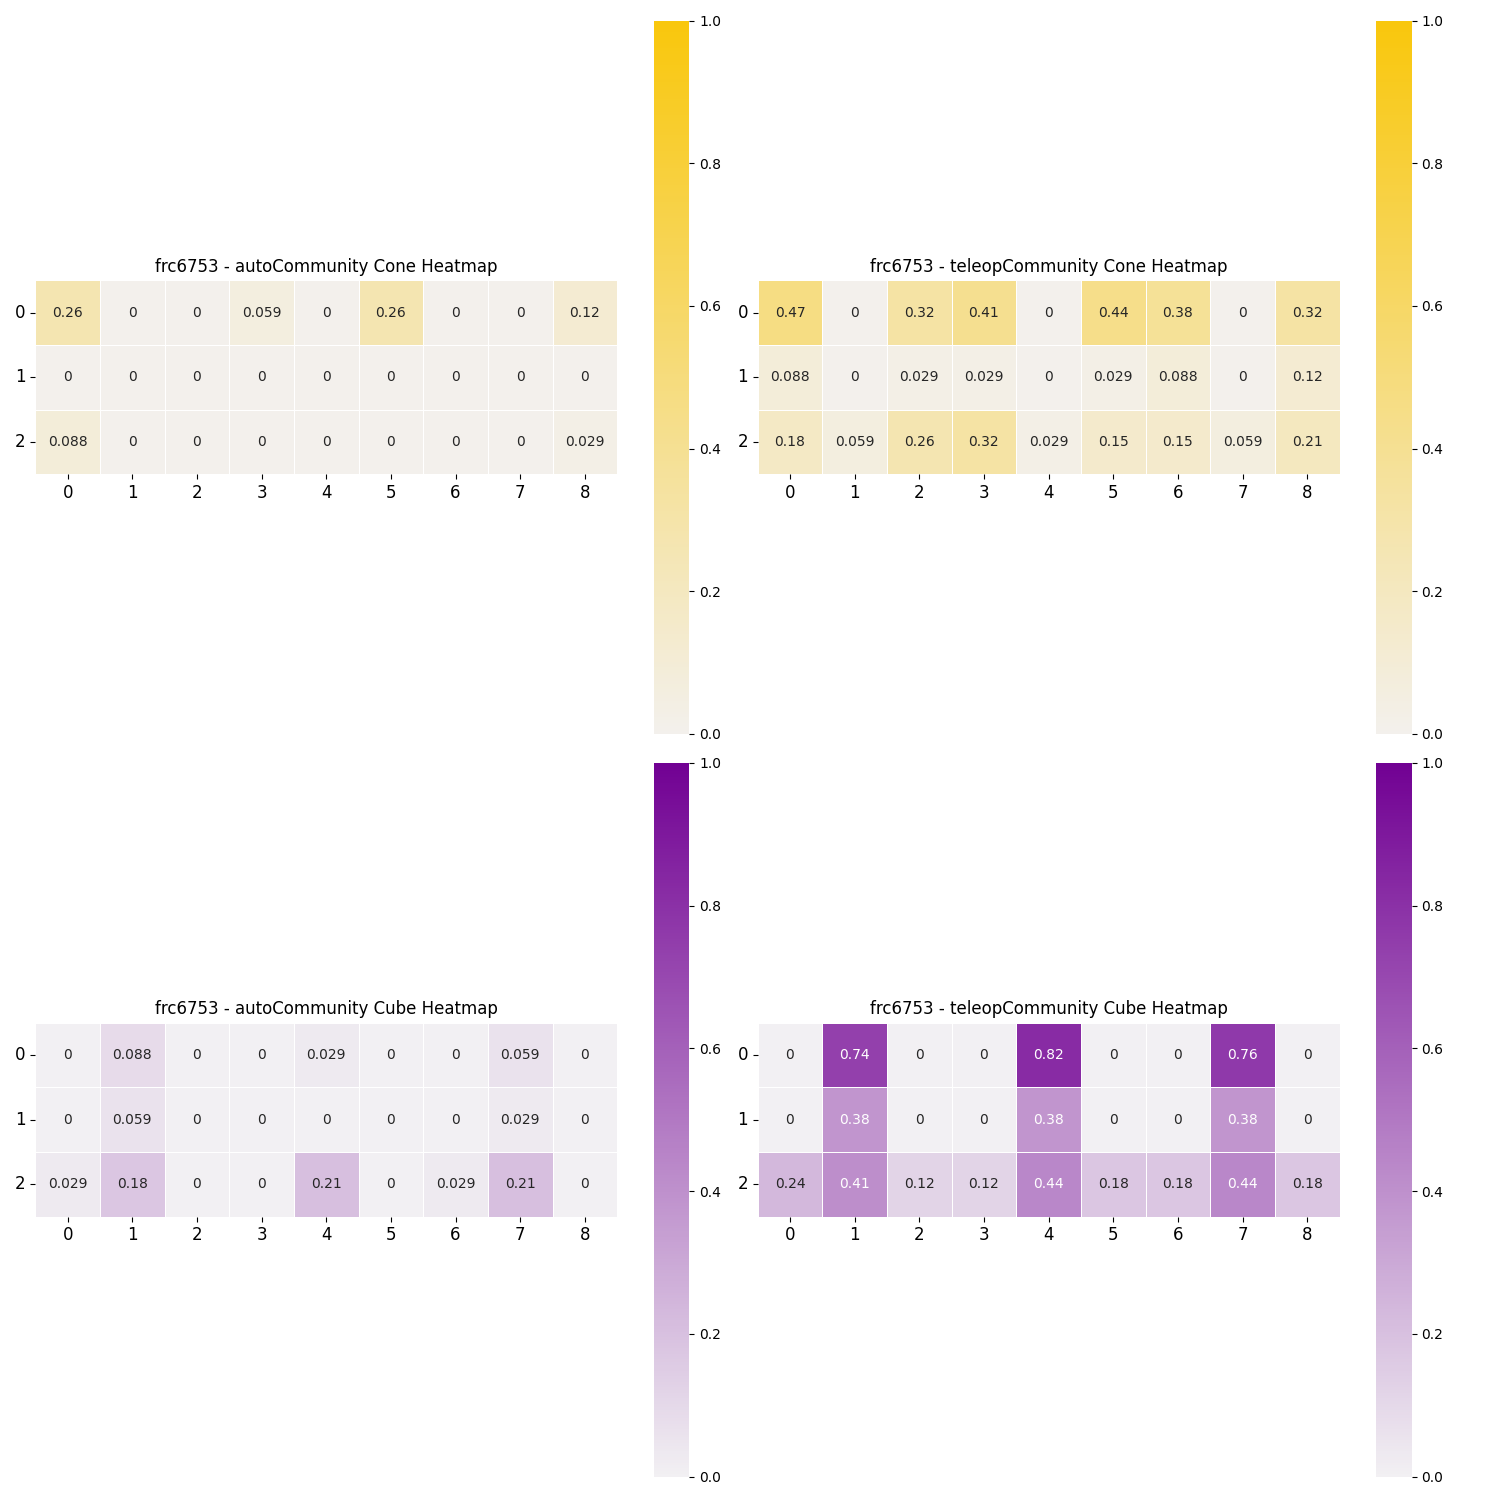 frc6753 - autoCommunity Cone Heatmap
0 0.26 0 0 0.059 0 0.26 0 0 0.12
1 0 0 0 0 0 0 0 0 0
2 0.088 0 0 0 0 0 0 0 0.029
0 1 2 3 4 5 6 7 8
1.0
0.8
0.6
0.4
0.2
0.0
frc6753 - teleopCommunity Cone Heatmap
0 0.47 0 0.32 0.41 0 0.44 0.38 0 0.32
1 0.088 0 0.029 0.029 0 0.029 0.088 0 0.12
2 0.18 0.059 0.26 0.32 0.029 0.15 0.15 0.059 0.21
0 1 2 3 4 5 6 7 8
1.0
0.8
0.6
0.4
0.2
0.0
frc6753 - autoCommunity Cube Heatmap
0 0 0.088 0 0 0.029 0 0 0.059 0
1 0 0.059 0 0 0 0 0 0.029 0
2 0.029 0.18 0 0 0.21 0 0.029 0.21 0
0 1 2 3 4 5 6 7 8
1.0
0.8
0.6
0.4
0.2
0.0
frc6753 - teleopCommunity Cube Heatmap
0 0 0.74 0 0 0.82 0 0 0.76 0
1 0 0.38 0 0 0.38 0 0 0.38 0
2 0.24 0.41 0.12 0.12 0.44 0.18 0.18 0.44 0.18
0 1 2 3 4 5 6 7 8
1.0
0.8
0.6
0.4
0.2
0.0